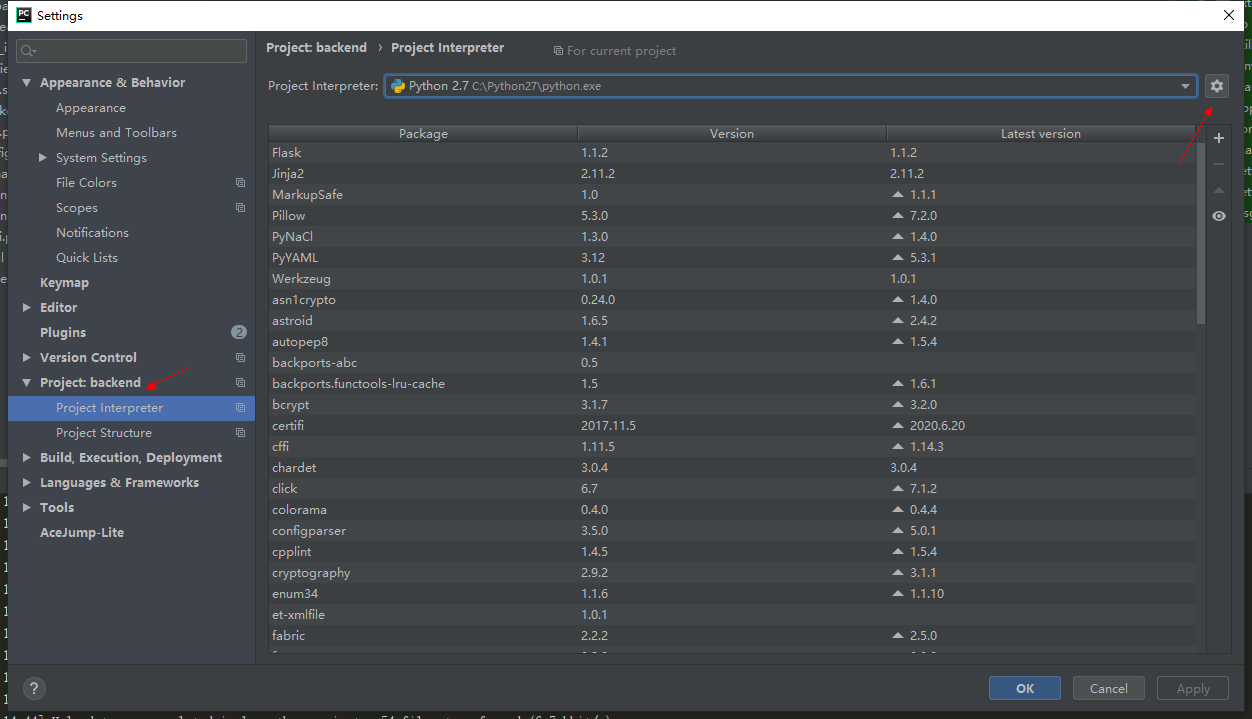 PC Settings
Project: backend › Project Interpreter For current project
Project Interpreter: Python 2.7 C:\Python27\python.exe
Appearance & Behavior
Appearance
Menus and Toolbars
System Settings
File Colors
Scopes
Notifications
Quick Lists
Keymap
Editor
Plugins 2
Version Control
Project: backend
Project Interpreter
Project Structure
Build, Execution, Deployment
Languages & Frameworks
Tools
AceJump-Lite
Package Version Latest version
Flask 1.1.2 1.1.2
Jinja2 2.11.2 2.11.2
MarkupSafe 1.0 1.1.1
Pillow 5.3.0 7.2.0
PyNaCl 1.3.0 1.4.0
PyYAML 3.12 5.3.1
Werkzeug 1.0.1 1.0.1
asn1crypto 0.24.0 1.4.0
astroid 1.6.5 2.4.2
autopep8 1.4.1 1.5.4
backports-abc 0.5
backports.functools-lru-cache 1.5 1.6.1
bcrypt 3.1.7 3.2.0
certifi 2017.11.5 2020.6.20
cffi 1.11.5 1.14.3
chardet 3.0.4 3.0.4
click 6.7 7.1.2
colorama 0.4.0 0.4.4
configparser 3.5.0 5.0.1
cpplint 1.4.5 1.5.4
cryptography 2.9.2 3.1.1
enum34 1.1.6 1.1.10
et-xmlfile 1.0.1
fabric 2.2.2 2.5.0
? OK Cancel Apply